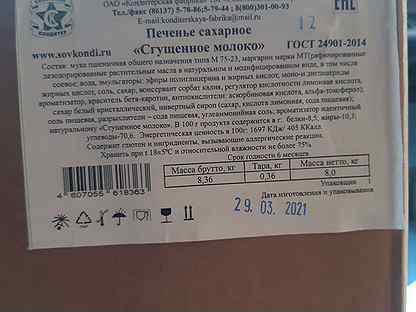 ОАО «Кондитерская фабрика»
Тел./факс (86137) 5-78-86;5-79-44 | 8(800)301-00-93
E-mail.konditerskaya-fabrika@mail.ru
КОНДИТЕР
ЕАС
12
Печенье сахарное
www.sovkondi.ru «Сгущенное молоко» ГОСТ 24901-2014
Состав: мука пшеничная общего назначения типа М 75-23, маргарин марки МТ(рафинированные
дезодорированные растительные масла в натуральном и модифицированном виде, в том числе
соевое; вода, эмульгаторы: эфиры полиглицерина и жирных кислот, моно-и диглицериды
жирных кислот, соль, сахар, консервант сорбат калия, регулятор кислотности лимонная кислота,
ароматизатор, краситель бета-каротин, антиокислители: аскорбиновая кислота, альфа-токоферол),
сахар белый кристаллический, инвертный сироп (сахар, кислота лимонная, сода пищевая),
соль пищевая, разрыхлители - сода пищевая, углеаммонийная соль; ароматизатор идентичный
натуральному «Сгущенное молоко». В 100 г продукта содержится в г: белки-8,5; жиры-10,3;
углеводы-70,6. Энергетическая ценность в 100г: 1697 КДж/ 405 ККалл.
Содержит глютен и ингредиенты, вызывающие аллергические реакции.
Хранить при t 18±5⁰С и относительной влажности не более 75%
Срок годности 6 месяцев
Масса брутто, кг Тара, кг Масса нетто, кг
8,36 0,36 8,0
Упаковщик
Дата изготовления и упаковывания
29. 03. 2021
4 607055 618363